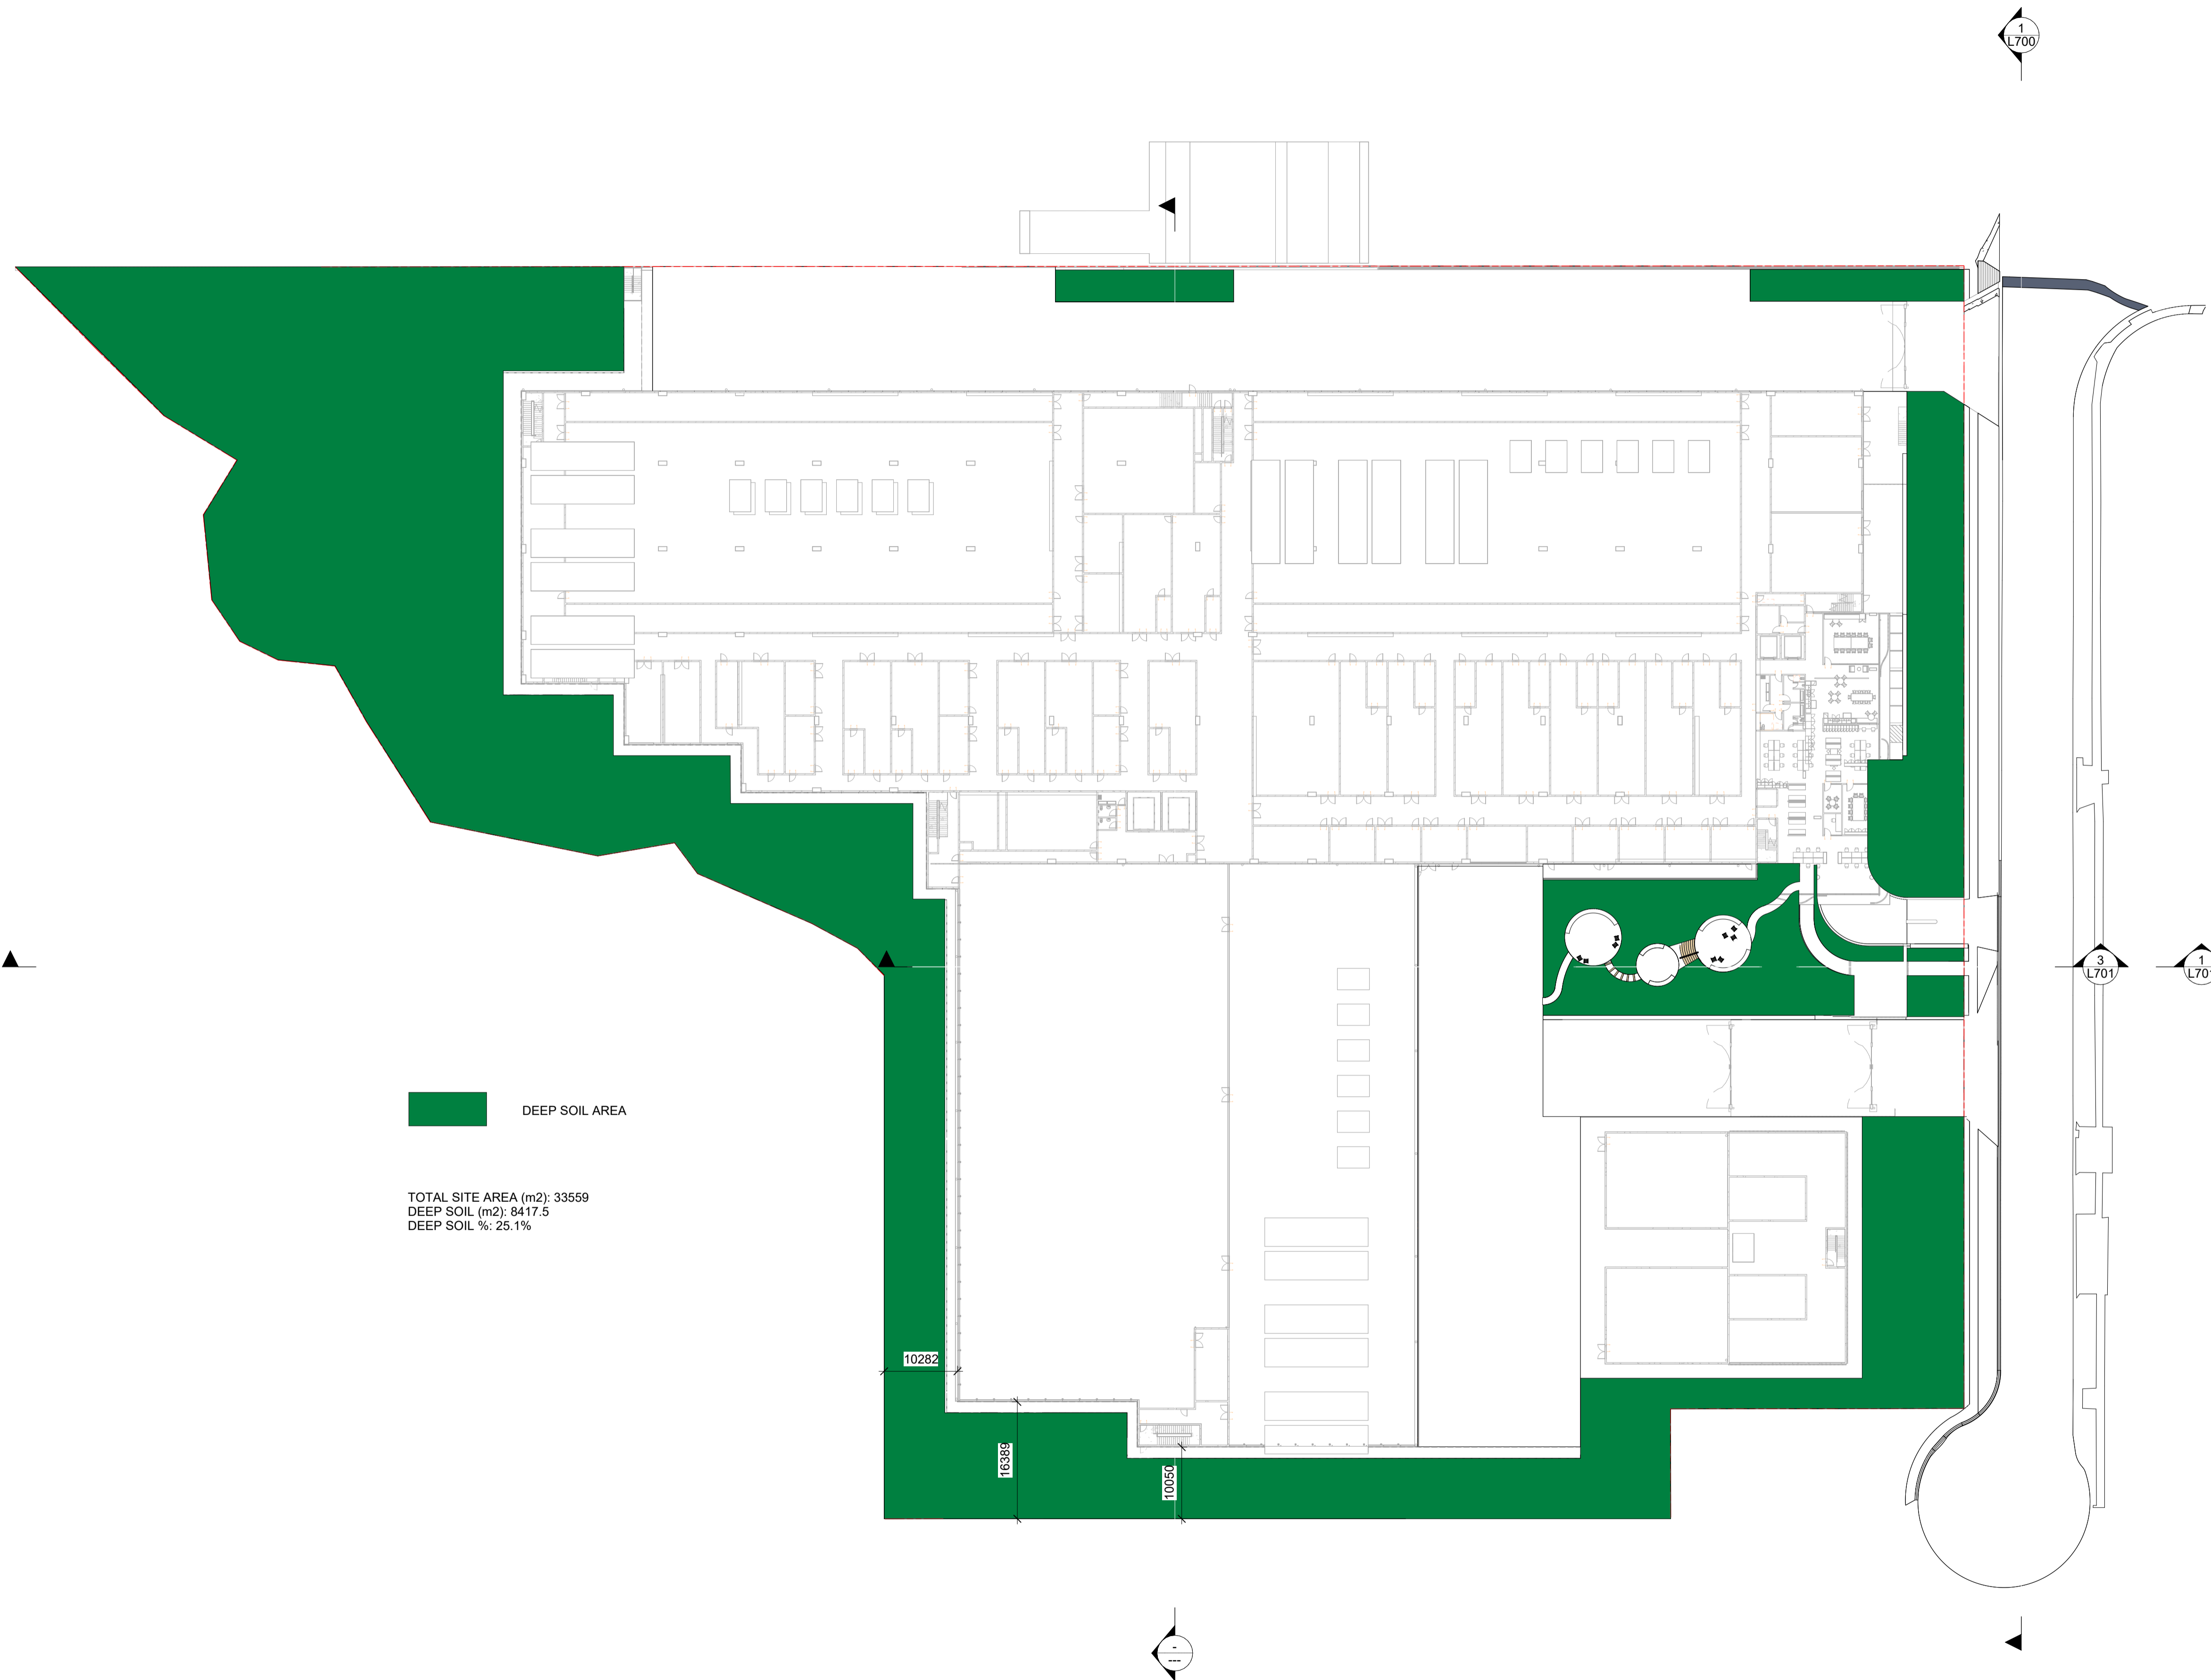 1
L700
3
L701
1
L701
DEEP SOIL AREA
TOTAL SITE AREA (m2): 33559
DEEP SOIL (m2): 8417.5
DEEP SOIL %: 25.1%
10282
16389
10050
-
---